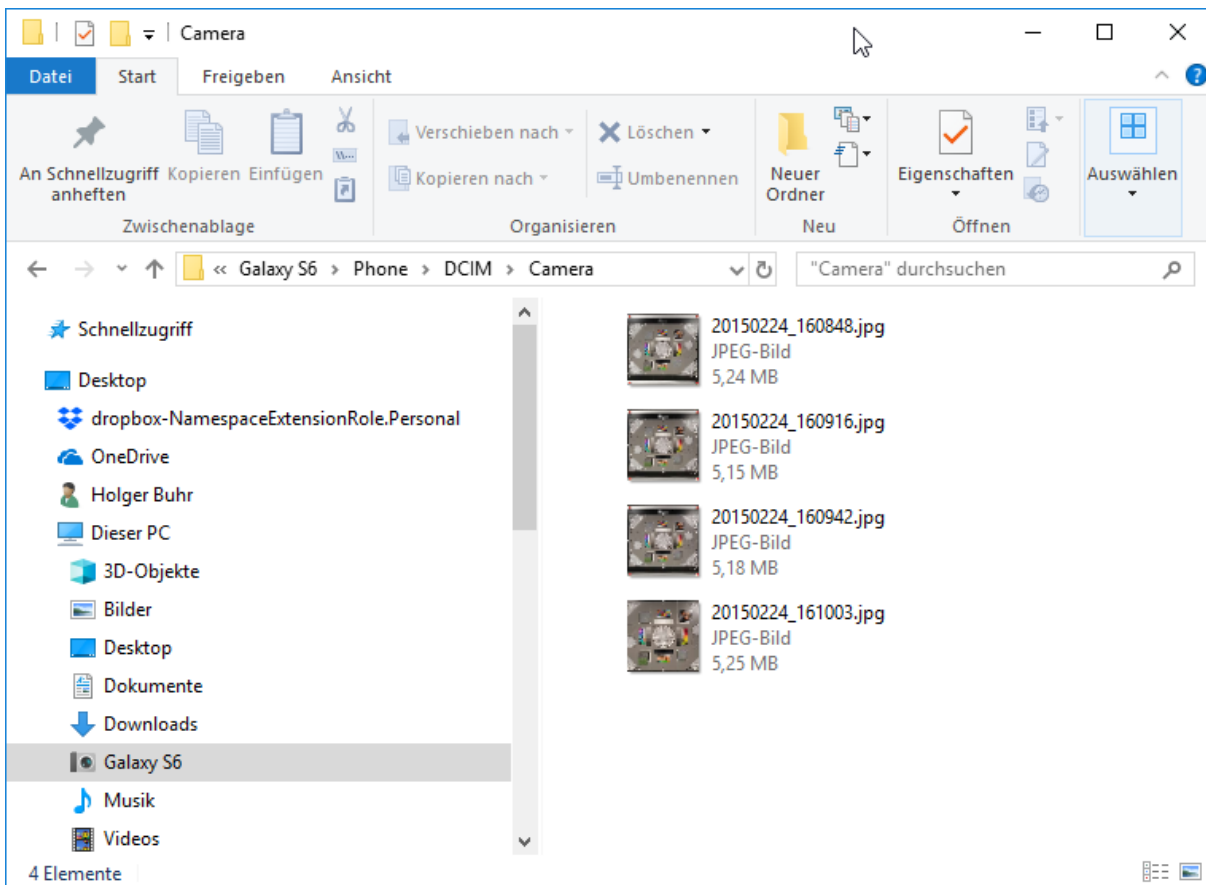 Camera
Datei Start Freigeben Ansicht
An Schnellzugriff anheften
Kopieren
Einfügen
Zwischenablage
Verschieben nach
Kopieren nach
Löschen
Umbenennen
Organisieren
Neuer
Ordner
Neu
Eigenschaften
Öffnen
Auswählen
« Galaxy S6 › Phone › DCIM › Camera
"Camera" durchsuchen
Schnellzugriff
Desktop
dropbox-NamespaceExtensionRole.Personal
OneDrive
Holger Buhr
Dieser PC
3D-Objekte
Bilder
Desktop
Dokumente
Downloads
Galaxy S6
Musik
Videos
20150224_160848.jpg
JPEG-Bild
5,24 MB
20150224_160916.jpg
JPEG-Bild
5,15 MB
20150224_160942.jpg
JPEG-Bild
5,18 MB
20150224_161003.jpg
JPEG-Bild
5,25 MB
4 Elemente